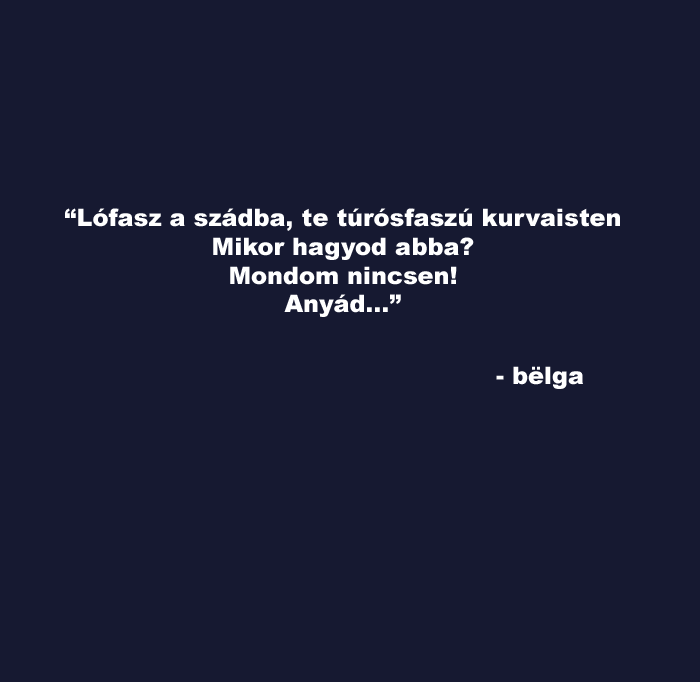 “Lófasz a szádba, te túrósfaszú kurvaisten
Mikor hagyod abba?
Mondom nincsen!
Anyád...”
- bëlga